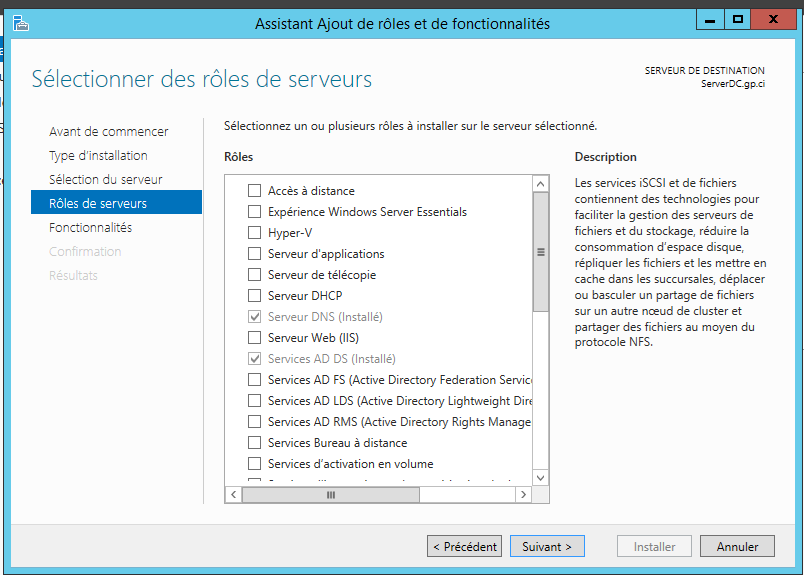 Assistant Ajout de rôles et de fonctionnalités
Sélectionner des rôles de serveurs
SERVEUR DE DESTINATION
ServerDC.gp.ci
Avant de commencer
Type d'installation
Sélection du serveur
Rôles de serveurs
Fonctionnalités
Confirmation
Résultats
Sélectionnez un ou plusieurs rôles à installer sur le serveur sélectionné.
Rôles
Accès à distance
Expérience Windows Server Essentials
Hyper-V
Serveur d'applications
Serveur de télécopie
Serveur DHCP
Serveur DNS (Installé)
Serveur Web (IIS)
Services AD DS (Installé)
Services AD FS (Active Directory Federation Servic
Services AD LDS (Active Directory Lightweight Dire
Services AD RMS (Active Directory Rights Manage
Services Bureau à distance
Services d'activation en volume
Description
Les services iSCSI et de fichiers
contiennent des technologies pour
faciliter la gestion des serveurs de
fichiers et du stockage, réduire la
consommation d'espace disque,
répliquer les fichiers et les mettre en
cache dans les succursales, déplacer
ou basculer un partage de fichiers
sur un autre nœud de cluster et
partager des fichiers au moyen du
protocole NFS.
< Précédent
Suivant >
Installer
Annuler